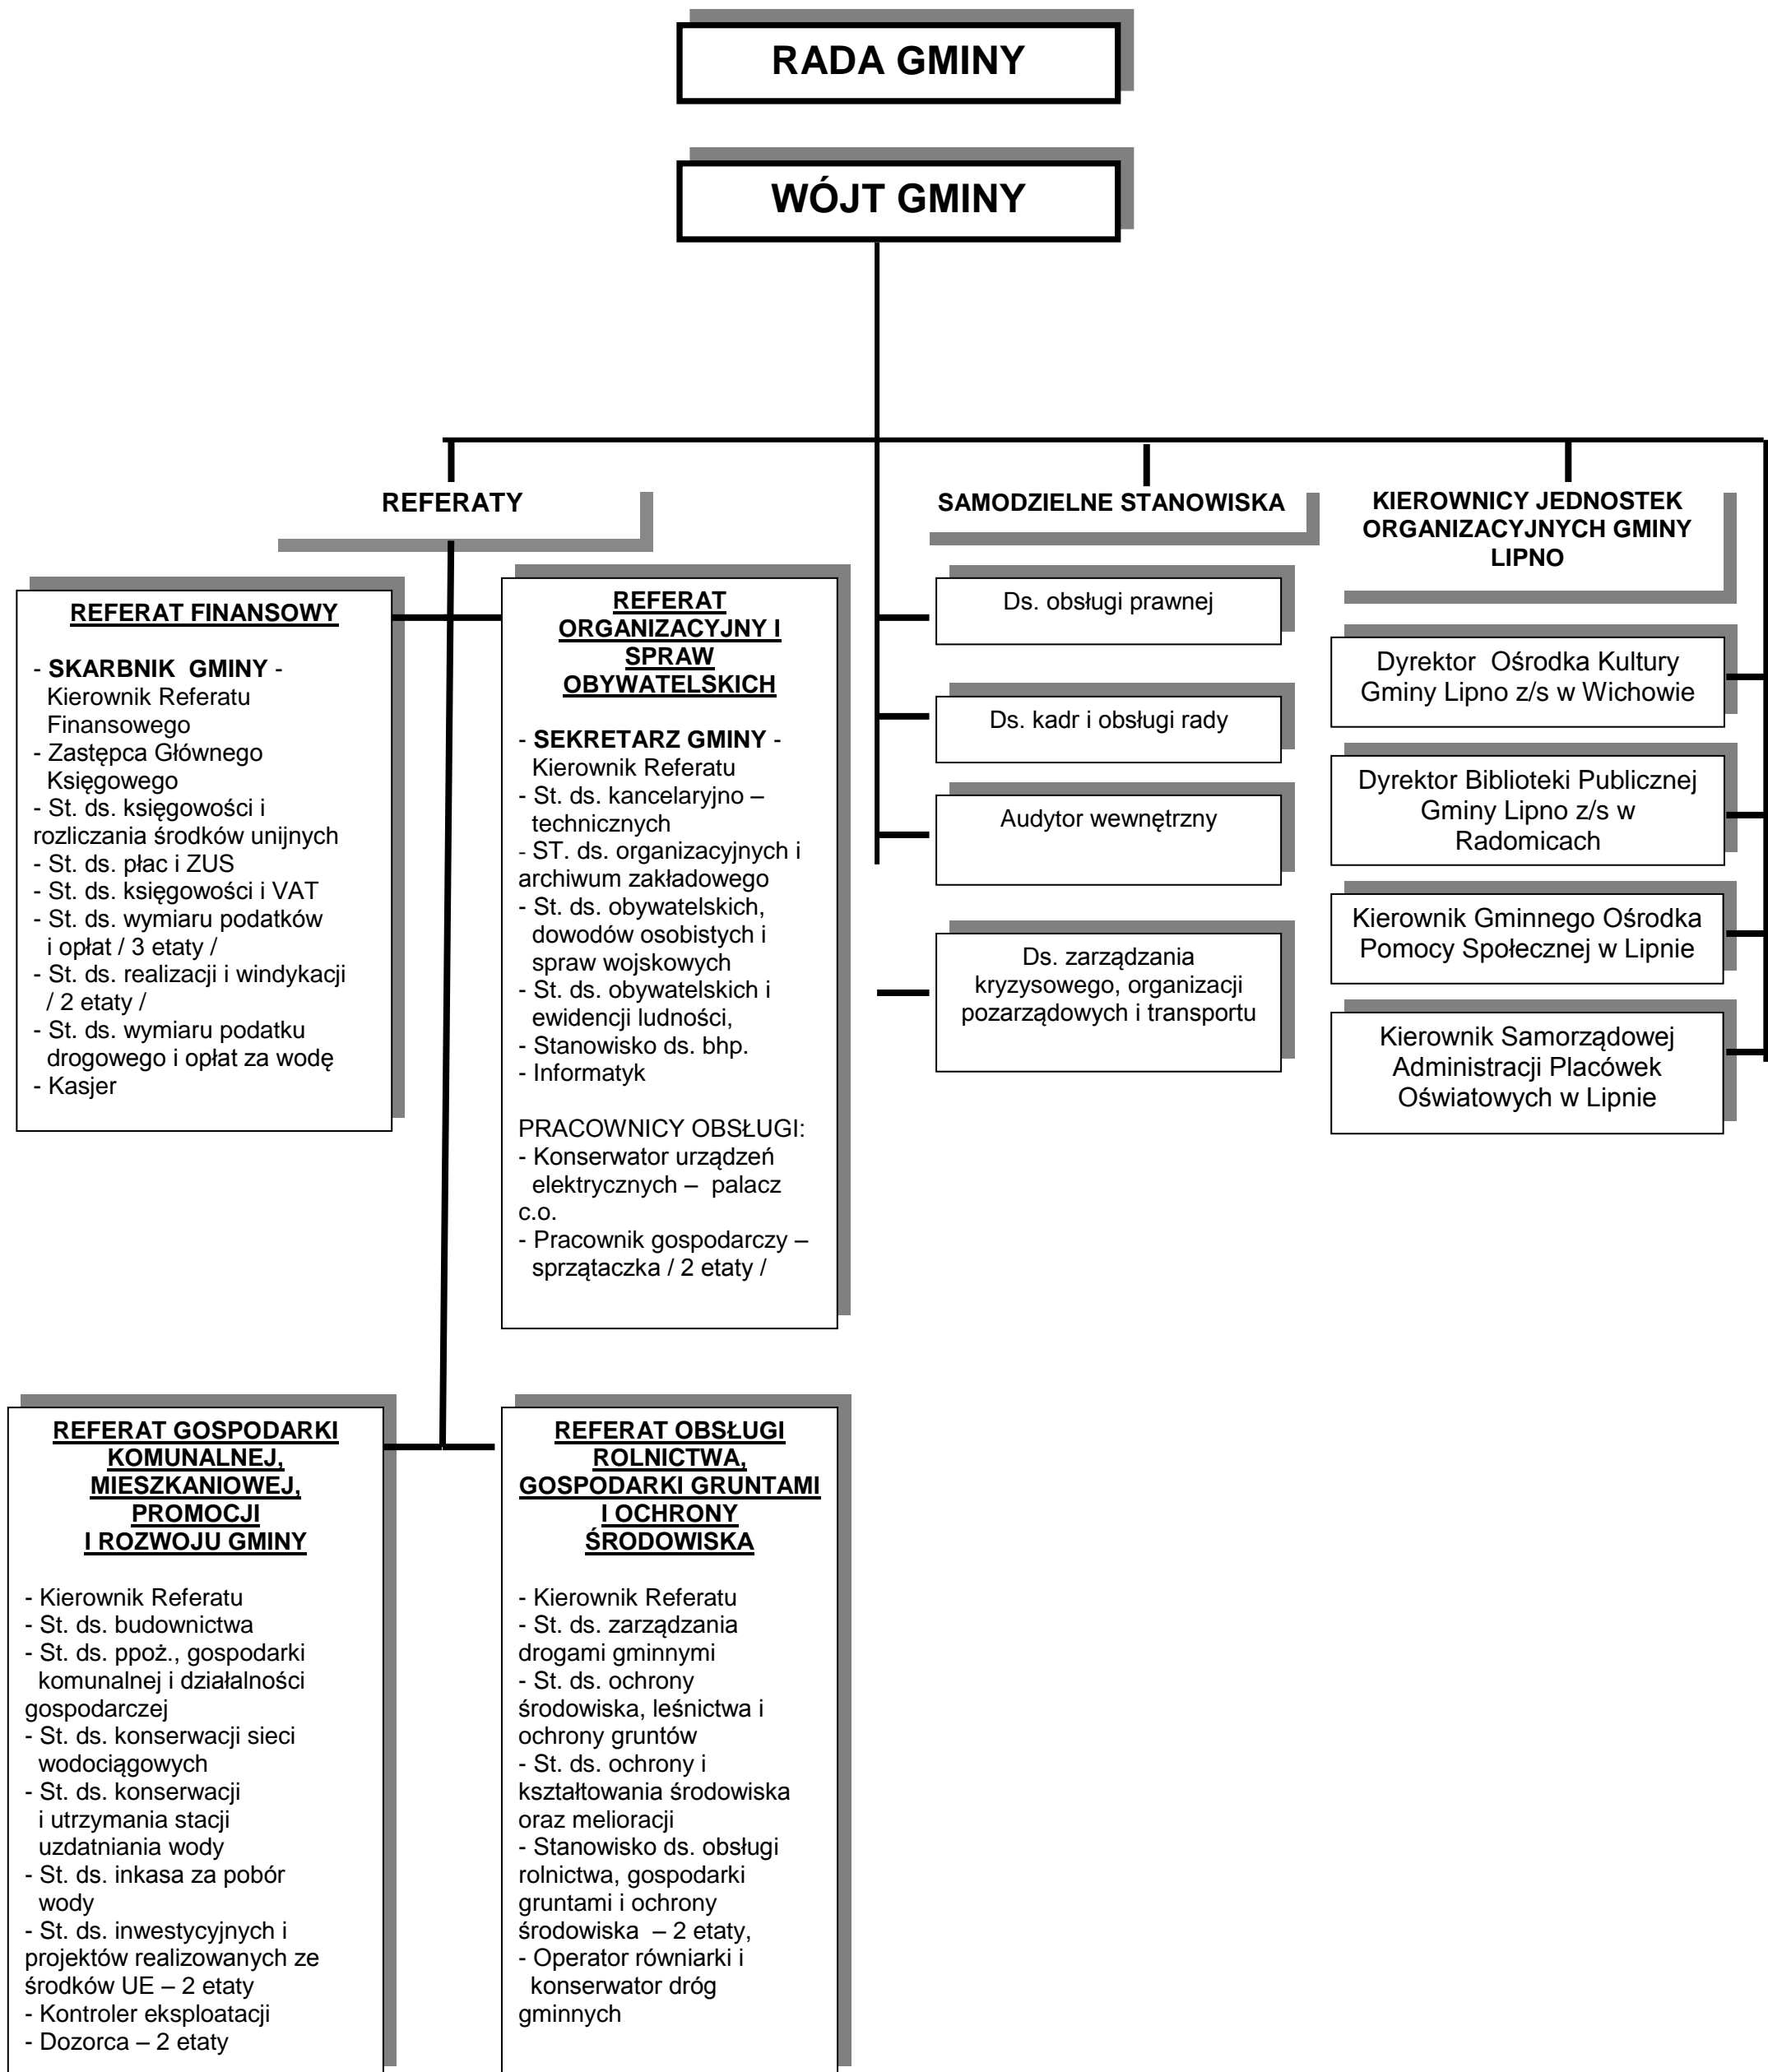 RADA GMINY
WÓJT GMINY
REFERATY
SAMODZIELNE STANOWISKA
KIEROWNICY JEDNOSTEK
ORGANIZACYJNYCH GMINY
LIPNO
REFERAT FINANSOWY
- SKARBNIK GMINY -
Kierownik Referatu
Finansowego
- Zastępca Głównego
Księgowego
- St. ds. księgowości i
rozliczania środków unijnych
- St. ds. płac i ZUS
- St. ds. księgowości i VAT
- St. ds. wymiaru podatków
i opłat / 3 etaty /
- St. ds. realizacji i windykacji
/ 2 etaty /
- St. ds. wymiaru podatku
drogowego i opłat za wodę
- Kasjer
REFERAT
ORGANIZACYJNY I
SPRAW
OBYWATELSKICH
- SEKRETARZ GMINY -
Kierownik Referatu
- St. ds. kancelaryjno –
technicznych
- ST. ds. organizacyjnych i
archiwum zakładowego
- St. ds. obywatelskich,
dowodów osobistych i
spraw wojskowych
- St. ds. obywatelskich i
ewidencji ludności,
- Stanowisko ds. bhp.
- Informatyk
PRACOWNICY OBSŁUGI:
- Konserwator urządzeń
elektrycznych – palacz
c.o.
- Pracownik gospodarczy –
sprzątaczka / 2 etaty /
Ds. obsługi prawnej
Ds. kadr i obsługi rady
Audytor wewnętrzny
Ds. zarządzania
kryzysowego, organizacji
pozarządowych i transportu
Dyrektor Ośrodka Kultury
Gminy Lipno z/s w Wichowie
Dyrektor Biblioteki Publicznej
Gminy Lipno z/s w
Radomicach
Kierownik Gminnego Ośrodka
Pomocy Społecznej w Lipnie
Kierownik Samorządowej
Administracji Placówek
Oświatowych w Lipnie
REFERAT GOSPODARKI
KOMUNALNEJ,
MIESZKANIOWEJ,
PROMOCJI
I ROZWOJU GMINY
- Kierownik Referatu
- St. ds. budownictwa
- St. ds. ppoż., gospodarki
komunalnej i działalności
gospodarczej
- St. ds. konserwacji sieci
wodociągowych
- St. ds. konserwacji
i utrzymania stacji
uzdatniania wody
- St. ds. inkasa za pobór
wody
- St. ds. inwestycyjnych i
projektów realizowanych ze
środków UE – 2 etaty
- Kontroler eksploatacji
- Dozorca – 2 etaty
REFERAT OBSŁUGI
ROLNICTWA,
GOSPODARKI GRUNTAMI
I OCHRONY
ŚRODOWISKA
- Kierownik Referatu
- St. ds. zarządzania
drogami gminnymi
- St. ds. ochrony
środowiska, leśnictwa i
ochrony gruntów
- St. ds. ochrony i
kształtowania środowiska
oraz melioracji
- Stanowisko ds. obsługi
rolnictwa, gospodarki
gruntami i ochrony
środowiska – 2 etaty,
- Operator równiarki i
konserwator dróg
gminnych